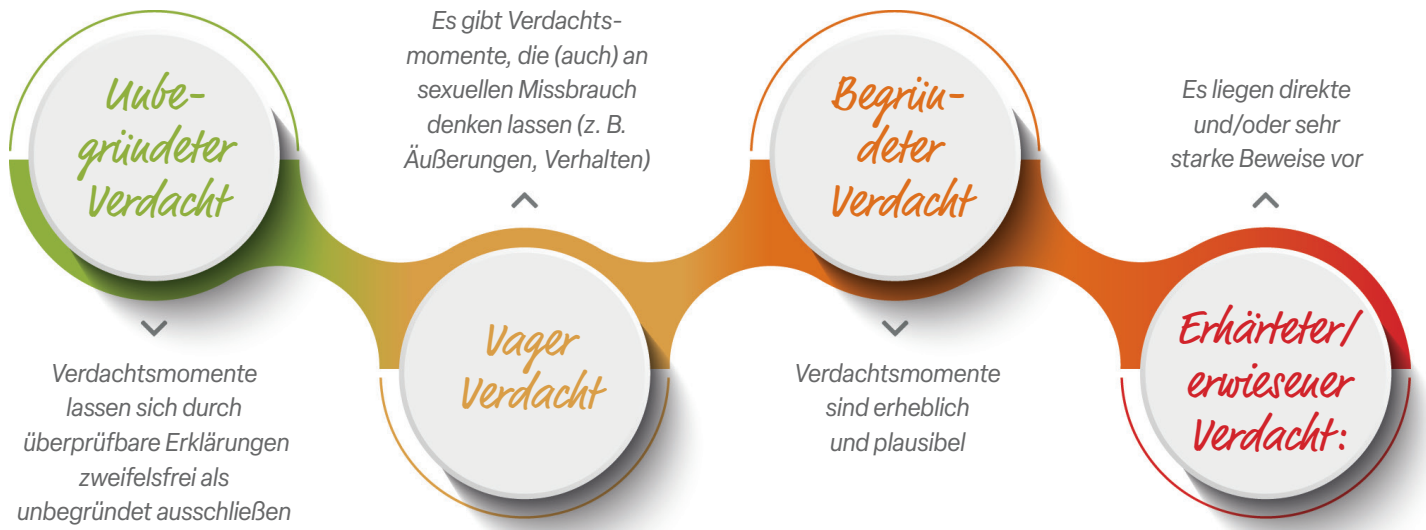 Unbe-
gründeter
Verdacht
Verdachtsmomente
lassen sich durch
überprüfbare Erklärungen
zweifelsfrei als
unbegründet ausschließen
Es gibt Verdachts-
momente, die (auch) an
sexuellen Missbrauch
denken lassen (z. B.
Äußerungen, Verhalten)
Vager
Verdacht
Begrün-
deter
Verdacht
Verdachtsmomente
sind erheblich
und plausibel
Es liegen direkte
und/oder sehr
starke Beweise vor
Erhärteter/
erwiesener
Verdacht: